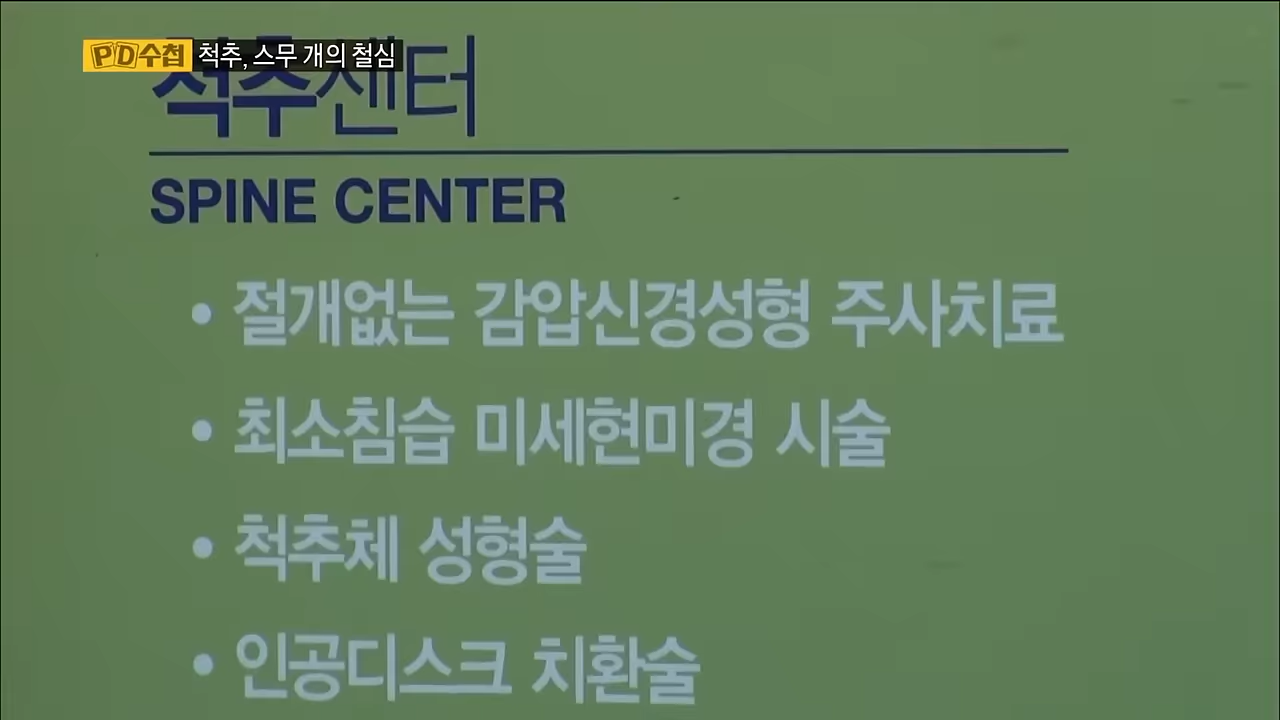 PD수첩 척추, 스무 개의 철심
척추센터
SPINE CENTER
• 절개없는 감압신경성형 주사치료
• 최소침습 미세현미경 시술
• 척추체 성형술
• 인공디스크 치환술